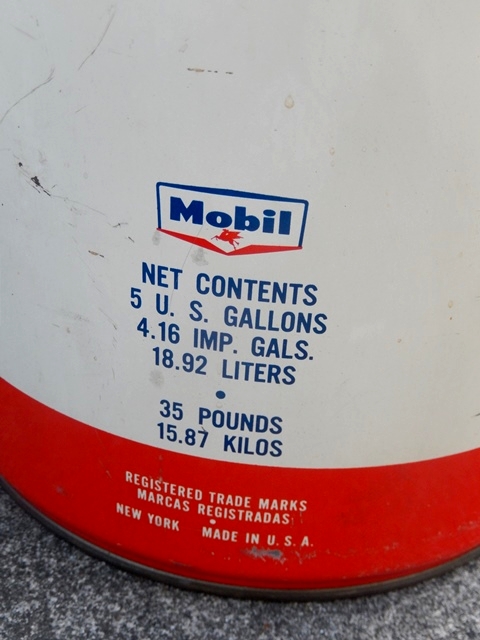 Mobil
NET CONTENTS
5 U. S. GALLONS
4.16 IMP. GALS.
18.92 LITERS
•
35 POUNDS
15.87 KILOS
REGISTERED TRADE MARKS
MARCAS REGISTRADAS
•
NEW YORK MADE IN U. S. A.